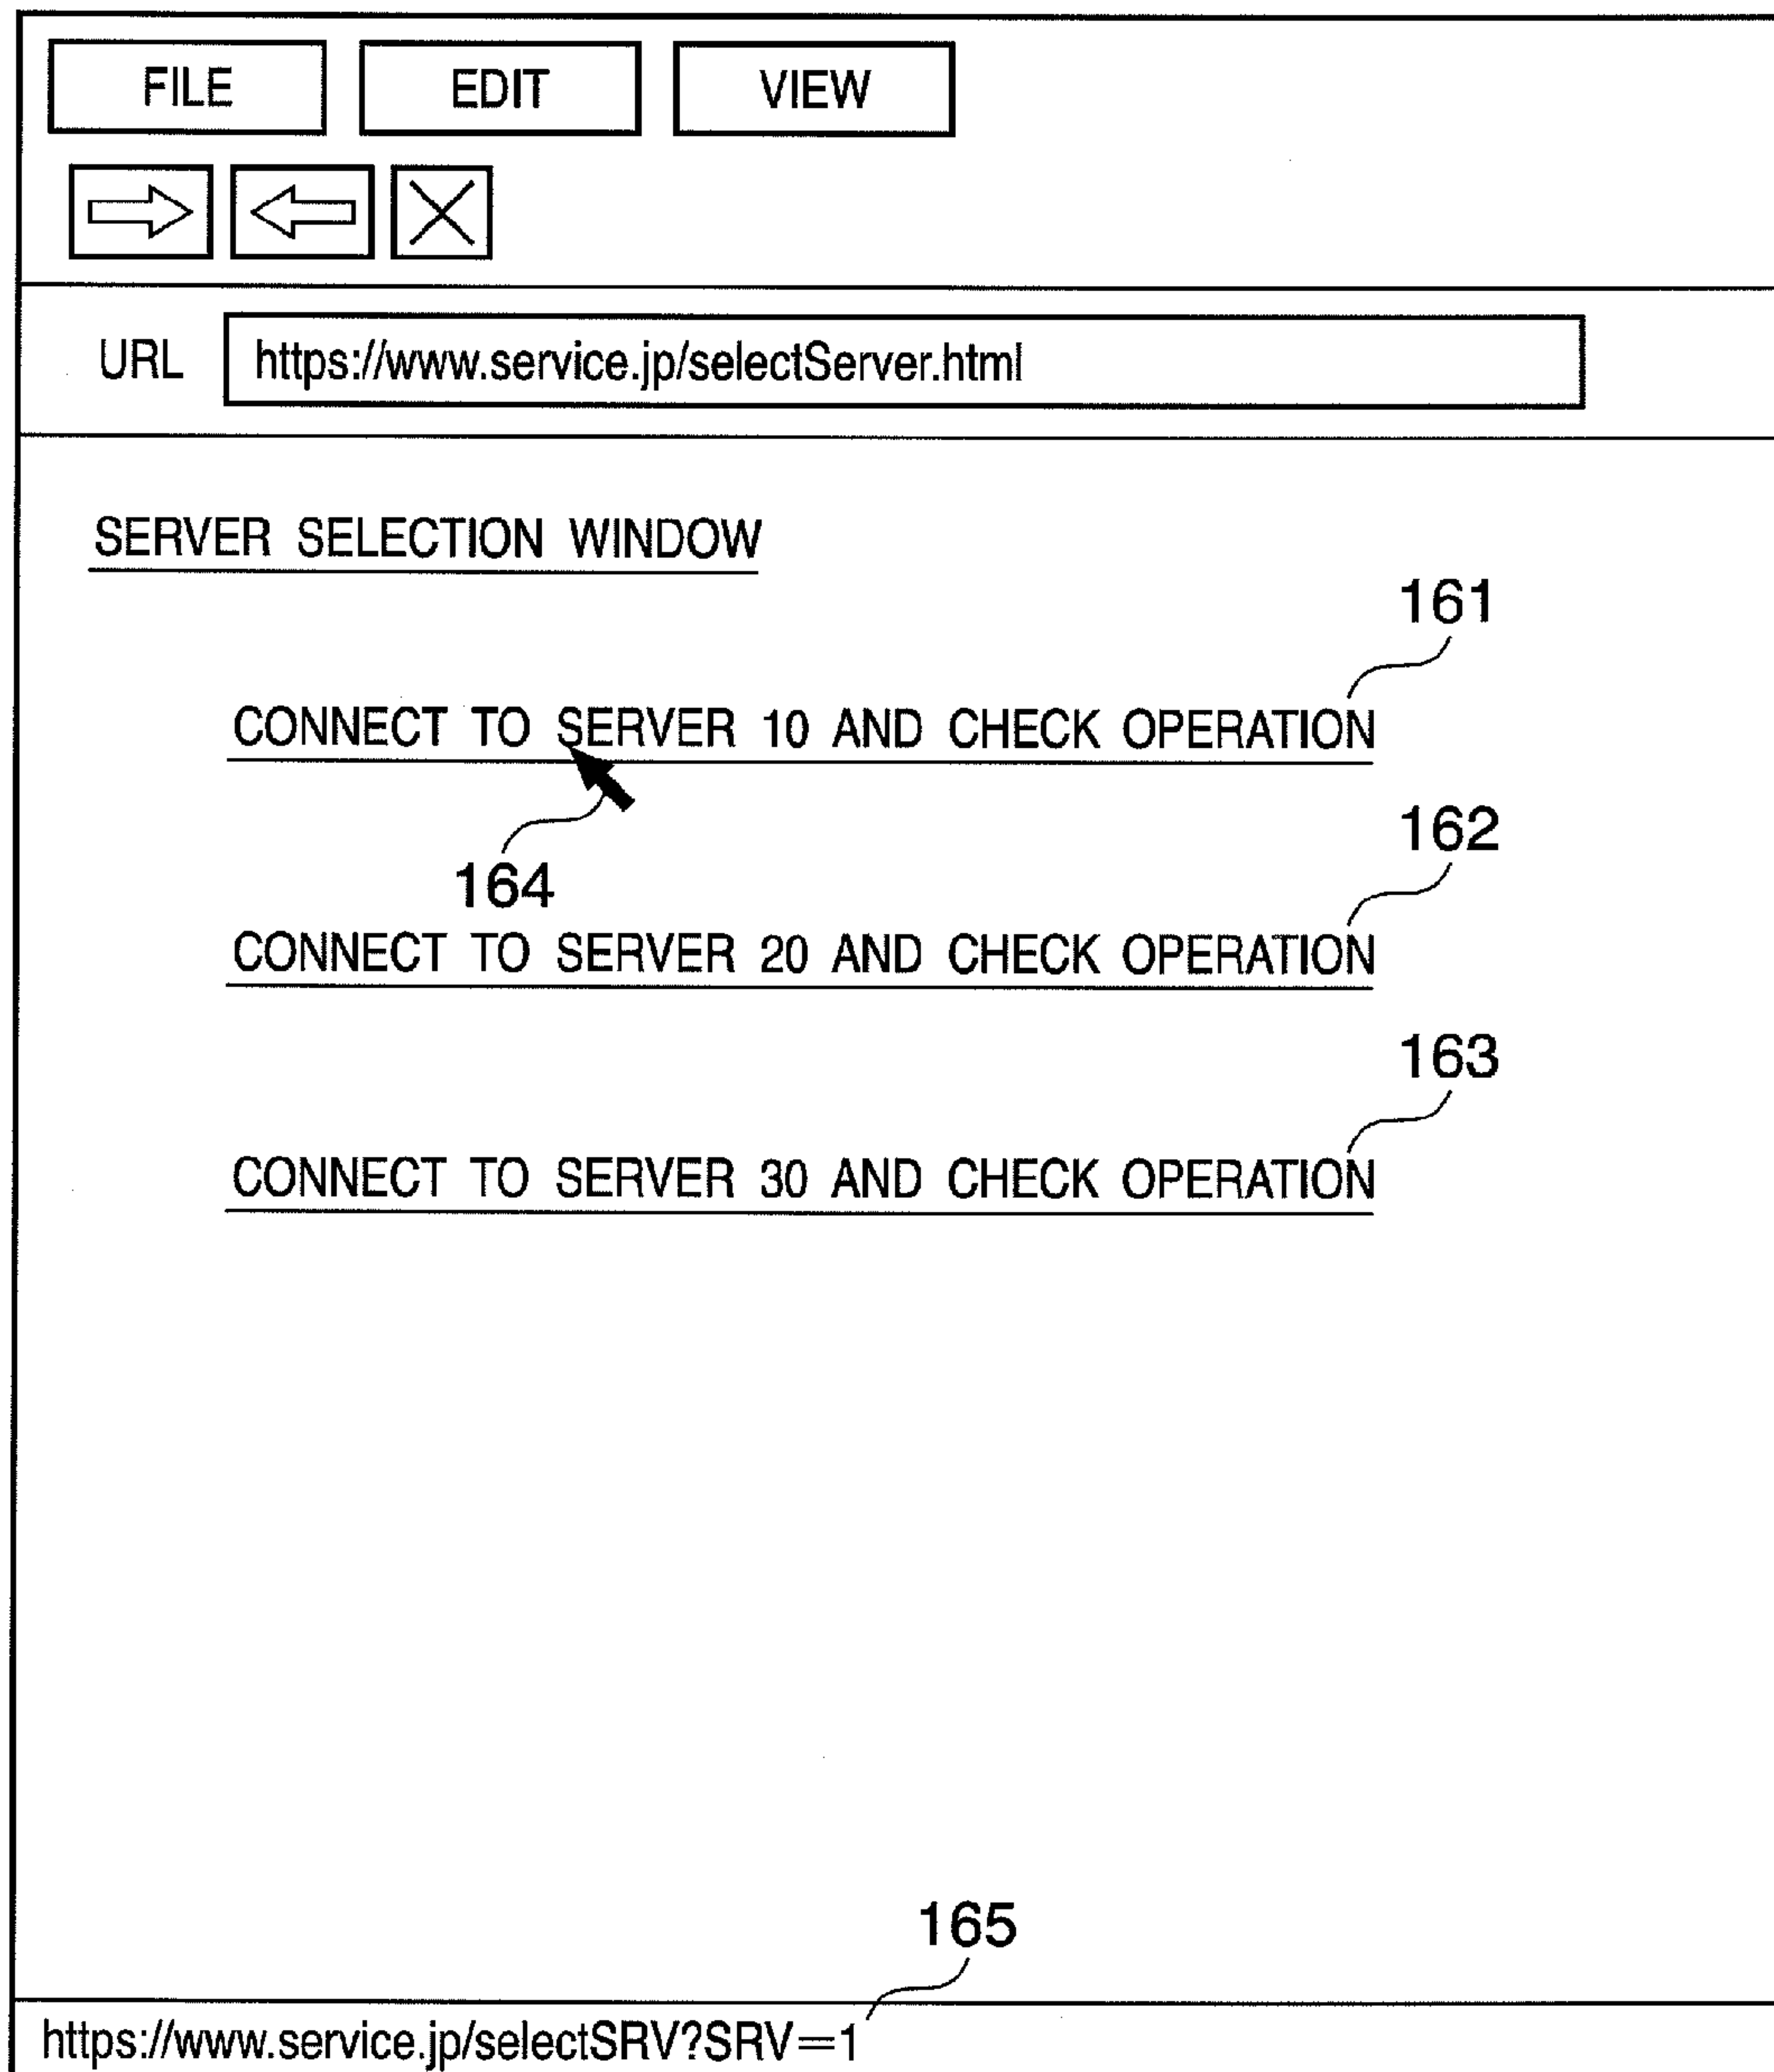 FILE EDIT VIEW
URL https://www.service.jp/selectServer.html
SERVER SELECTION WINDOW
161
CONNECT TO SERVER 10 AND CHECK OPERATION
164
162
CONNECT TO SERVER 20 AND CHECK OPERATION
163
CONNECT TO SERVER 30 AND CHECK OPERATION
165
https://www.service.jp/selectSRV?SRV=1